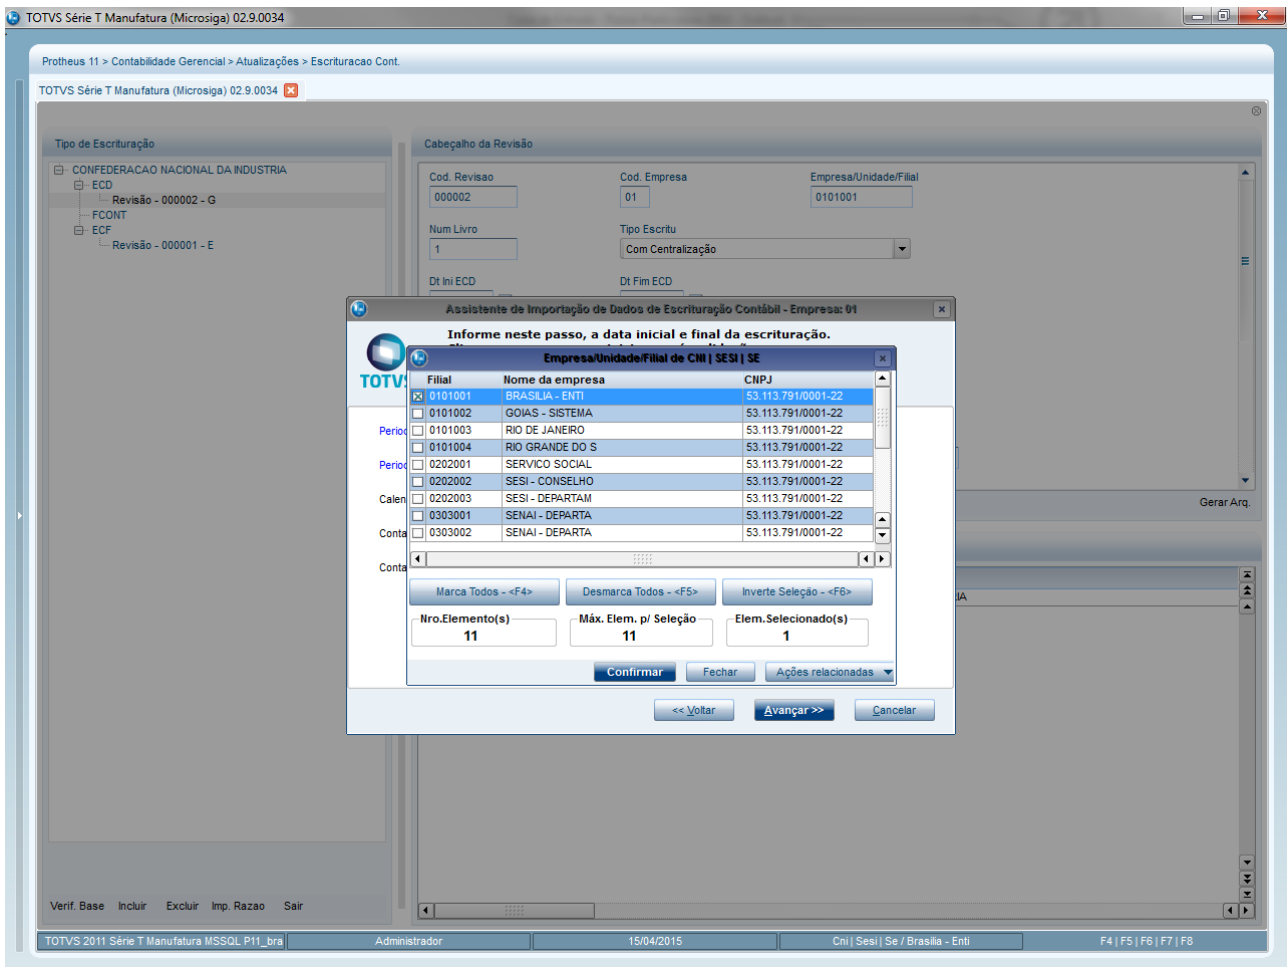 TOTVS Série T Manufatura (Microsiga) 02.9.0034
Protheus 11 > Contabilidade Gerencial > Atualizações > Escrituracao Cont.
TOTVS Série T Manufatura (Microsiga) 02.9.0034
Tipo de Escrituração
CONFEDERACAO NACIONAL DA INDUSTRIA
ECD
Revisão - 000002 - G
FCONT
ECF
Revisão - 000001 - E
Verif. Base Incluir Excluir Imp. Razao Sair
Cabeçalho da Revisão
Cod. Revisao Cod. Empresa Empresa/Unidade/Filial
000002 01 0101001
Num Livro Tipo Escritu
1 Com Centralização
Dt Ini ECD Dt Fim ECD
Gerar Arq.
IA
Assistente de Importação de Dados de Escrituração Contábil - Empresa: 01
Informe neste passo, a data inicial e final da escrituração.
TOTVS
Period
Period
Calen
Conta
Conta
Empresa/Unidade/Filial de CNI | SESI | SE
Filial Nome da empresa CNPJ
0101001 BRASILIA - ENTI 53.113.791/0001-22
0101002 GOIAS - SISTEMA 53.113.791/0001-22
0101003 RIO DE JANEIRO 53.113.791/0001-22
0101004 RIO GRANDE DO S 53.113.791/0001-22
0202001 SERVICO SOCIAL 53.113.791/0001-22
0202002 SESI - CONSELHO 53.113.791/0001-22
0202003 SESI - DEPARTAM 53.113.791/0001-22
0303001 SENAI - DEPARTA 53.113.791/0001-22
0303002 SENAI - DEPARTA 53.113.791/0001-22
Marca Todos - <F4> Desmarca Todos - <F5> Inverte Seleção - <F6>
Nro.Elemento(s) Máx. Elem. p/ Seleção Elem.Selecionado(s)
11 11 1
Confirmar Fechar Ações relacionadas
<< Voltar Avançar >> Cancelar
TOTVS 2011 Série T Manufatura MSSQL P11_bra Administrador 15/04/2015 Cni | Sesi | Se / Brasilia - Enti F4 | F5 | F6 | F7 | F8